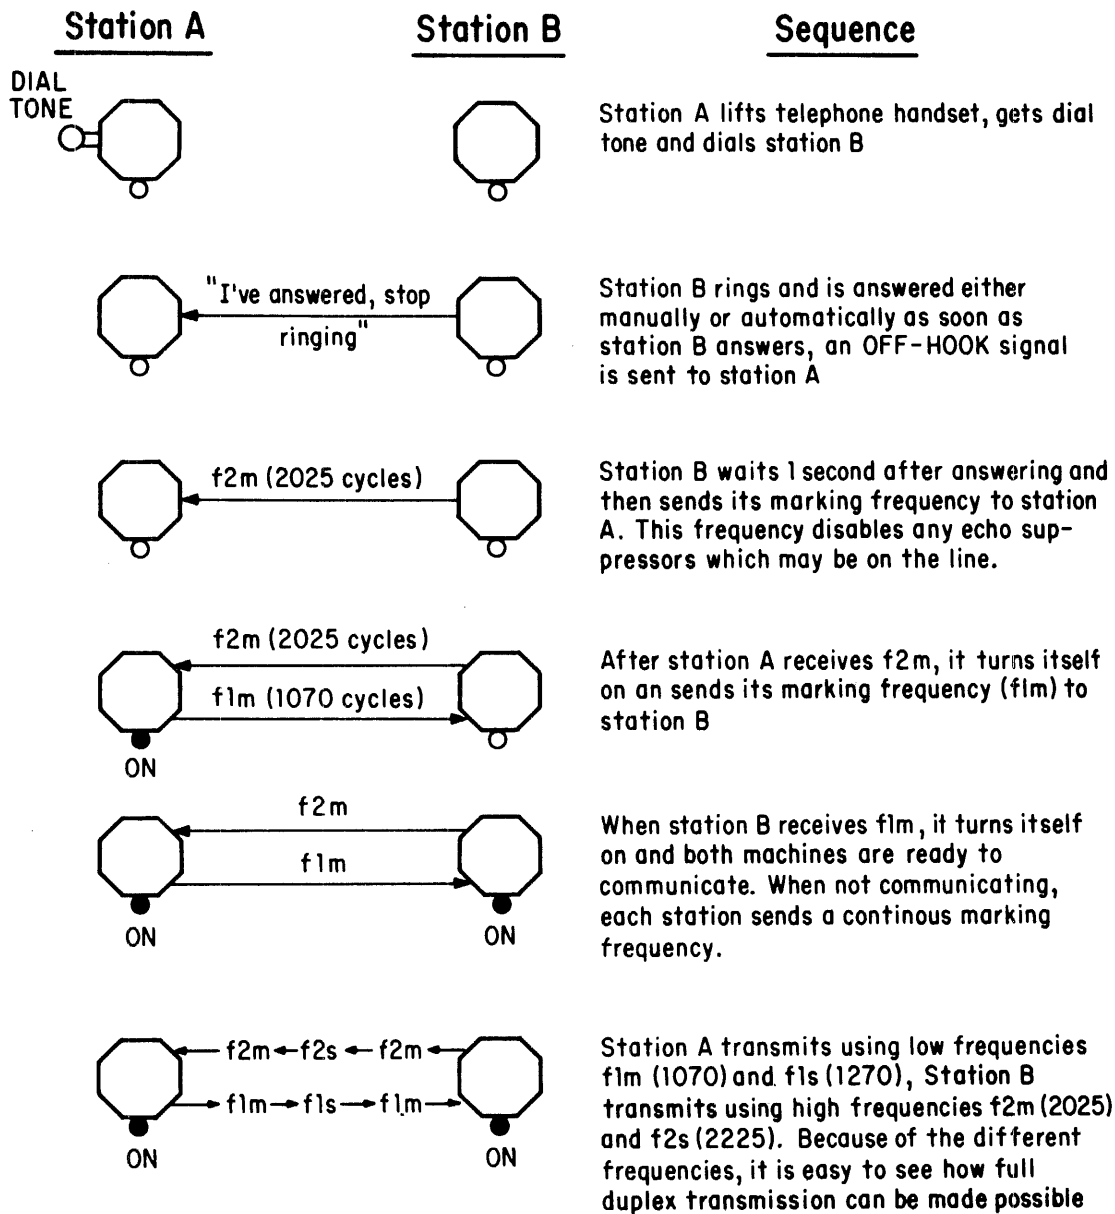 Station A
Station B
Sequence
DIAL
TONE
Station A lifts telephone handset, gets dial
tone and dials station B
"I've answered, stop
ringing"
Station B rings and is answered either
manually or automatically as soon as
station B answers, an OFF-HOOK signal
is sent to station A
f2m (2025 cycles)
Station B waits 1 second after answering and
then sends its marking frequency to station
A. This frequency disables any echo sup-
pressors which may be on the line.
f2m (2025 cycles)
f1m (1070 cycles)
ON
After station A receives f2m, it turns itself
on an sends its marking frequency (f1m) to
station B
f2m
f1m
ON
ON
When station B receives f1m, it turns itself
on and both machines are ready to
communicate. When not communicating,
each station sends a continous marking
frequency.
f2m f2s f2m
f1m f1s f1m
ON
ON
Station A transmits using low frequencies
f1m (1070) and f1s (1270), Station B
transmits using high frequencies f2m (2025)
and f2s (2225). Because of the different
frequencies, it is easy to see how full
duplex transmission can be made possible